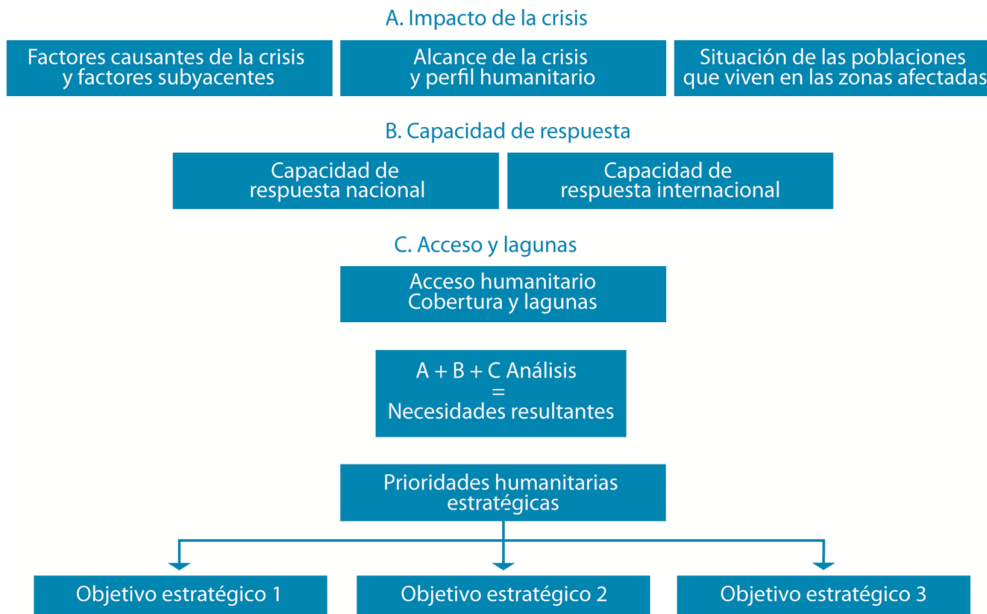 A. Impacto de la crisis
Factores causantes de la crisis
y factores subyacentes
Alcance de la crisis
y perfil humanitario
Situación de las poblaciones
que viven en las zonas afectadas
B. Capacidad de respuesta
Capacidad de
respuesta nacional
Capacidad de
respuesta internacional
C. Acceso y lagunas
Acceso humanitario
Cobertura y lagunas
A + B + C Análisis
=
Necesidades resultantes
Prioridades humanitarias
estratégicas
Objetivo estratégico 1
Objetivo estratégico 2
Objetivo estratégico 3